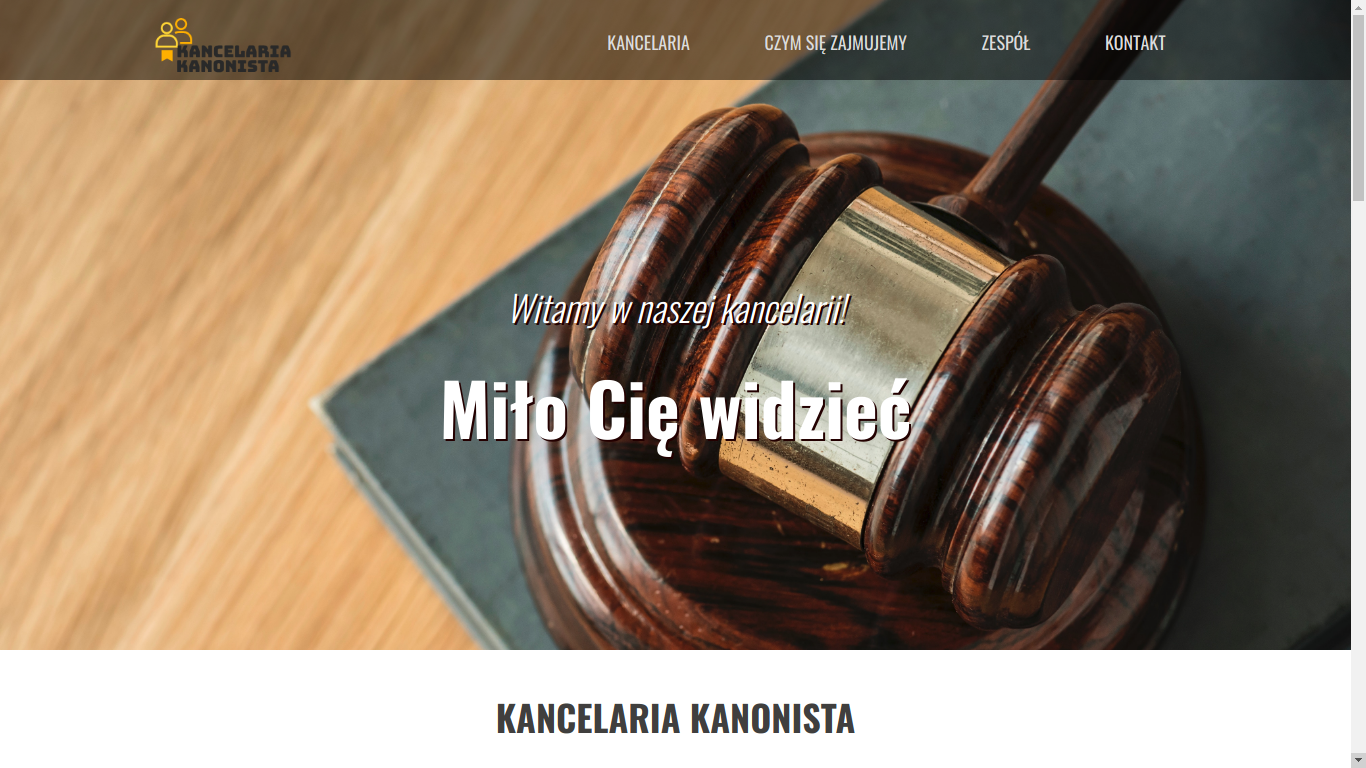 KANCELARIA
KANONISTA
KANCELARIA CZYM SIĘ ZAJMUJEMY ZESPÓŁ KONTAKT
Witamy w naszej kancelarii!
Miło Cię widzieć
KANCELARIA KANONISTA